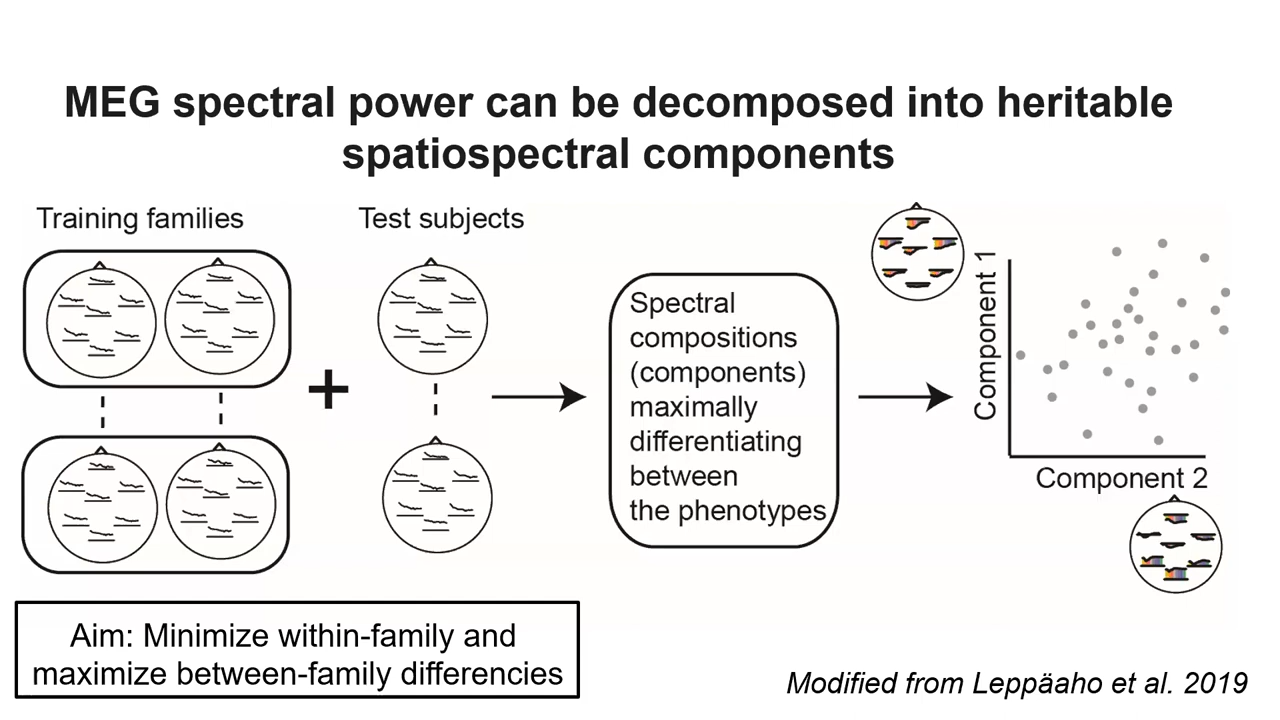 MEG spectral power can be decomposed into heritable
spatiospectral components
Training families
Test subjects
+
Spectral
compositions
(components)
maximally
differentiating
between
the phenotypes
Component 1
Component 2
Aim: Minimize within-family and
maximize between-family differencies
Modified from Leppäaho et al. 2019